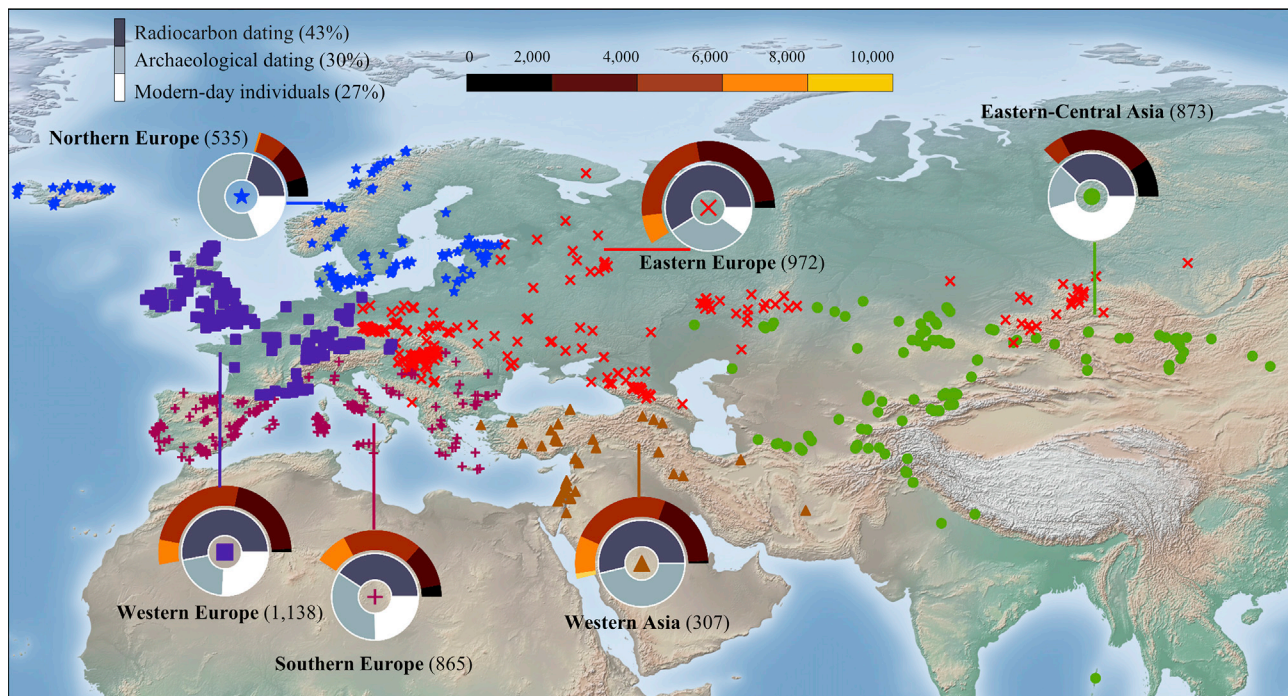 Radiocarbon dating (43%)
Archaeological dating (30%)
Modern-day individuals (27%)
0 2,000 4,000 6,000 8,000 10,000
Northern Europe (535)
Eastern-Central Asia (873)
Eastern Europe (972)
Western Europe (1,138)
Western Asia (307)
Southern Europe (865)